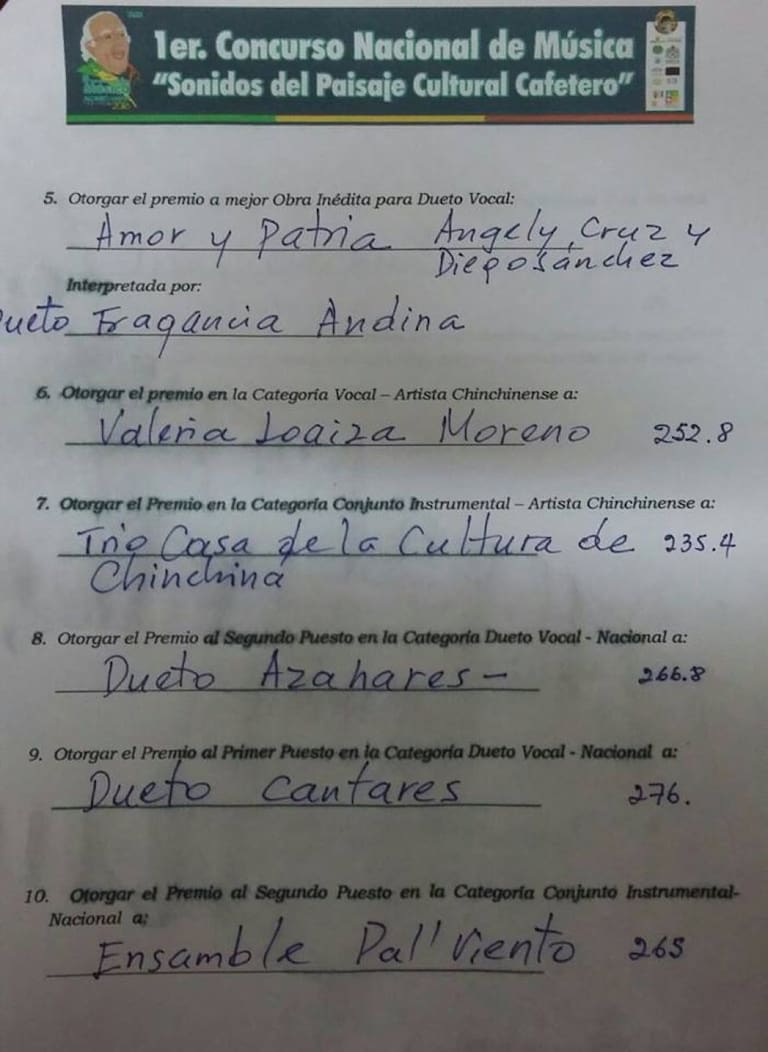 1er. Concurso Nacional de Música
"Sonidos del Paisaje Cultural Cafetero"
5. Otorgar el premio a mejor Obra Inédita para Dueto Vocal:
Amor y Patria Angely Cruz y
Diego Sánchez
Interpretada por:
Dueto Fragancia Andina
6. Otorgar el premio en la Categoría Vocal – Artista Chinchinense a:
Valeria Loaiza Moreno 252.8
7. Otorgar el Premio en la Categoría Conjunto Instrumental – Artista Chinchinense a:
Trio Casa de la Cultura de 235.4
Chinchina
8. Otorgar el Premio al Segundo Puesto en la Categoría Dueto Vocal - Nacional a:
Dueto Azahares - 266.8
9. Otorgar el Premio al Primer Puesto en la Categoría Dueto Vocal - Nacional a:
Dueto Cantares 276.
10. Otorgar el Premio al Segundo Puesto en la Categoría Conjunto Instrumental-
Nacional a:
Ensamble Pal' Viento 265